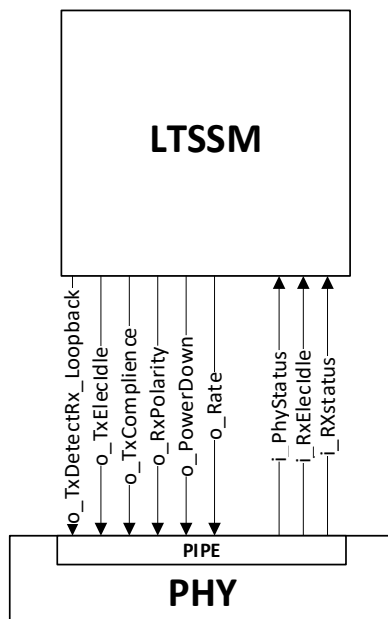 LTSSM
o_TxDetectRx_Loopback
o_TxElecIdle
o_TxComplience
o_RxPolarity
o_PowerDown
o_Rate
i_PhyStatus
i_RxElecIdle
i_RXstatus
PIPE
PHY